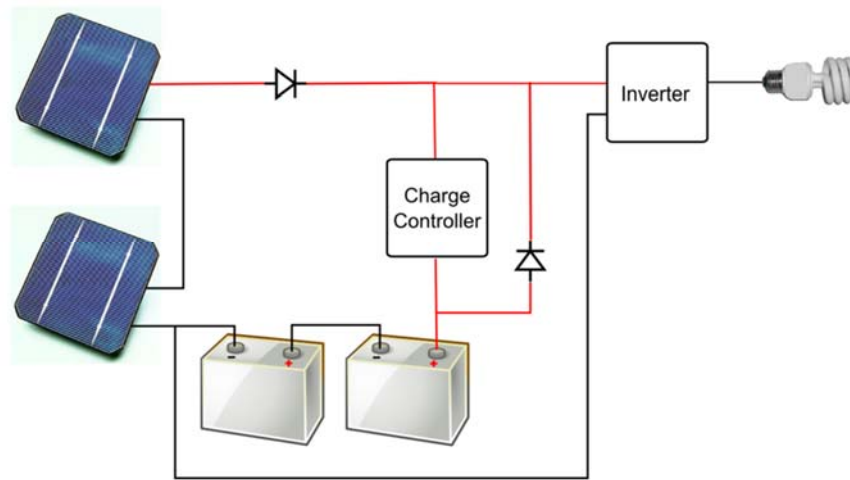 Inverter
Charge
Controller
-
+
-
+